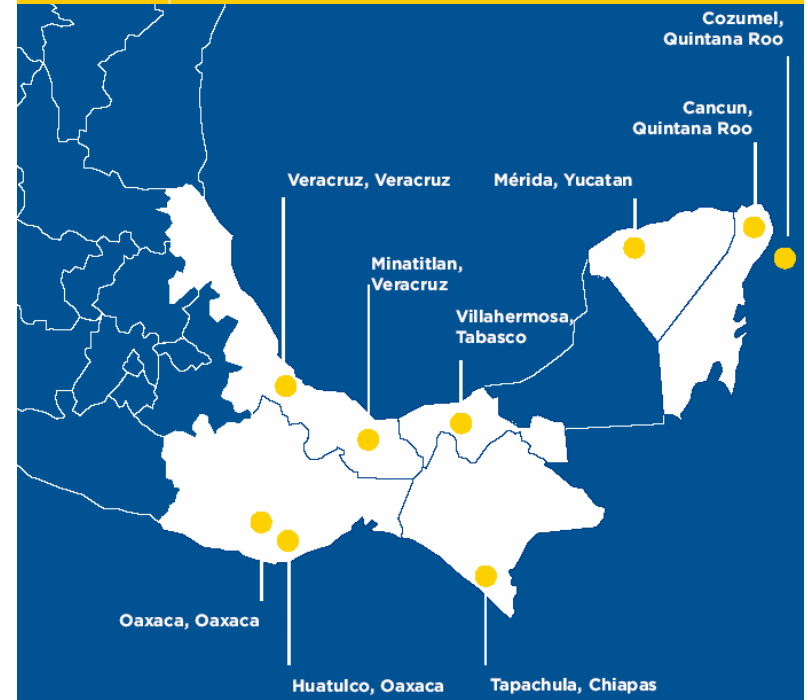 Cozumel,
Quintana Roo
Cancun,
Quintana Roo
Veracruz, Veracruz
Mérida, Yucatan
Minatitlan,
Veracruz
Villahermosa,
Tabasco
Oaxaca, Oaxaca
Huatulco, Oaxaca
Tapachula, Chiapas